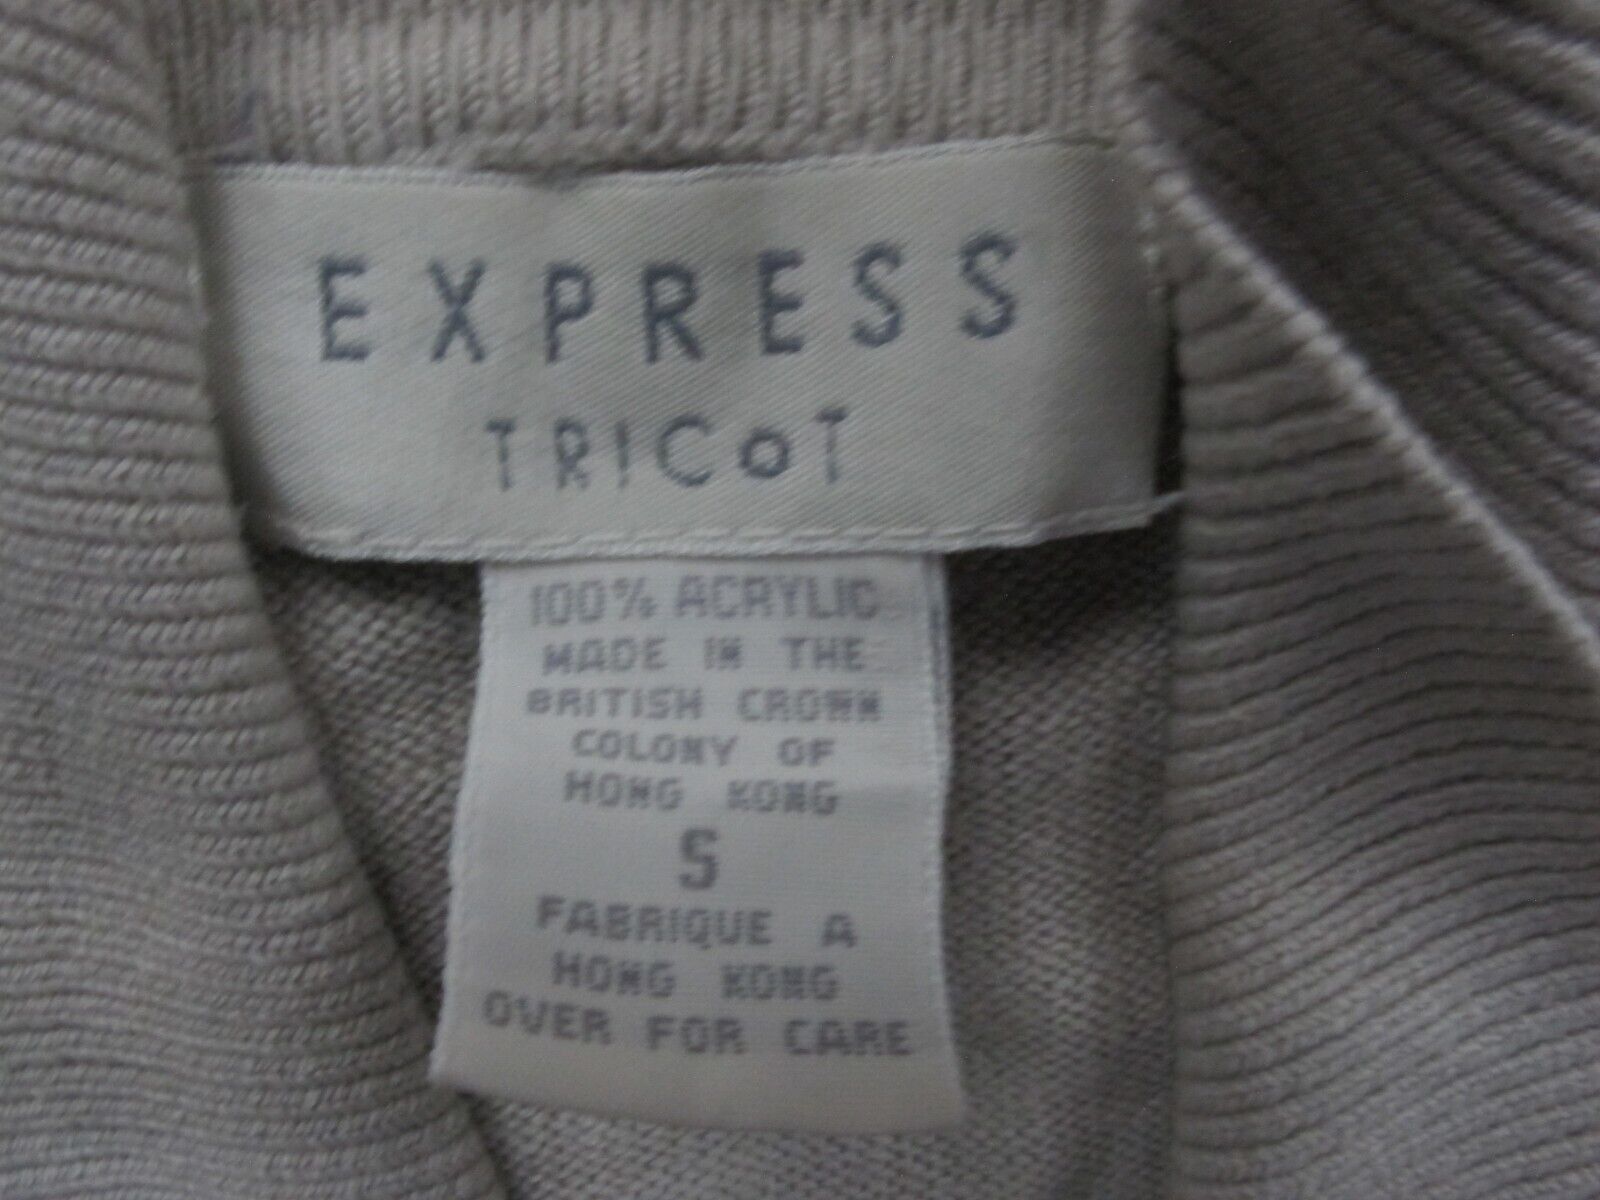 EXPRESS
TRICOT
100% ACRYLIC
MADE IN THE
BRITISH CROWN
COLONY OF
HONG KONG
S
FABRIQUE A
HONG KONG
OVER FOR CARE